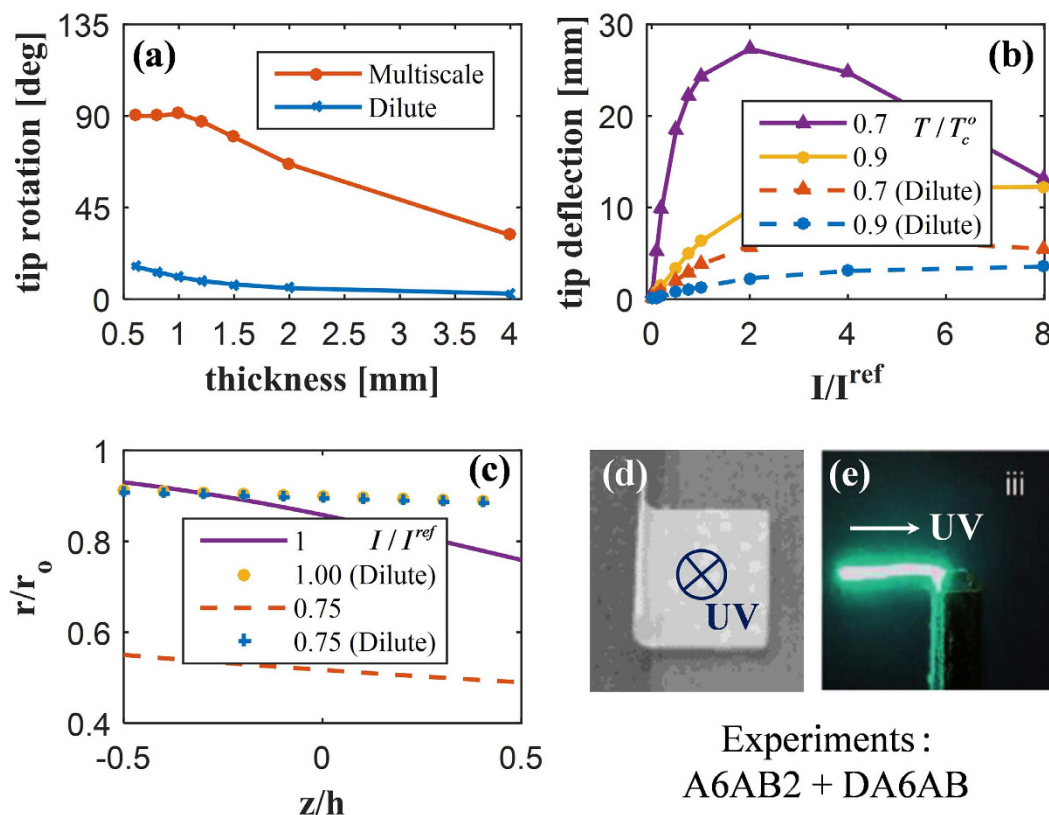 (a)
tip rotation [deg]
135
90
45
0
Multiscale
Dilute
0.5 1 1.5 2 2.5 3 3.5 4
thickness [mm]
(b)
tip deflection [mm]
30
20
10
0
0.7 T / T_c^o
0.9
0.7 (Dilute)
0.9 (Dilute)
0 2 4 6 8
I/I^ref
(c)
r/r_o
1
0.8
0.6
0.4
1 I / I^ref
1.00 (Dilute)
0.75
0.75 (Dilute)
-0.5 0 0.5
z/h
(d)
UV
(e)
iii
UV
Experiments :
A6AB2 + DA6AB